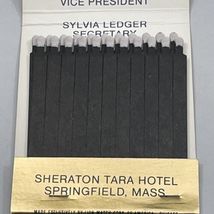 VICE PRESIDENT
SYLVIA LEDGER
SECRETARY
SHERATON TARA HOTEL
SPRINGFIELD, MASS.